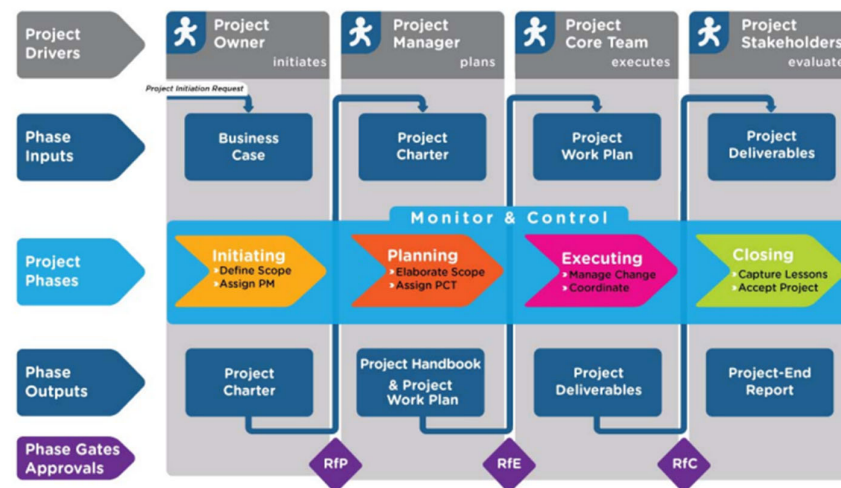 Project
Drivers
Project
Owner
initiates
Project
Manager
plans
Project
Core Team
executes
Project
Stakeholders
evaluate
Project Initiation Request
Phase
Inputs
Business
Case
Project
Charter
Project
Work Plan
Project
Deliverables
Monitor & Control
Project
Phases
Initiating
» Define Scope
» Assign PM
Planning
» Elaborate Scope
» Assign PCT
Executing
» Manage Change
» Coordinate
Closing
» Capture Lessons
» Accept Project
Phase
Outputs
Project
Charter
Project Handbook
& Project
Work Plan
Project
Deliverables
Project-End
Report
Phase Gates
Approvals
RfP
RfE
RfC